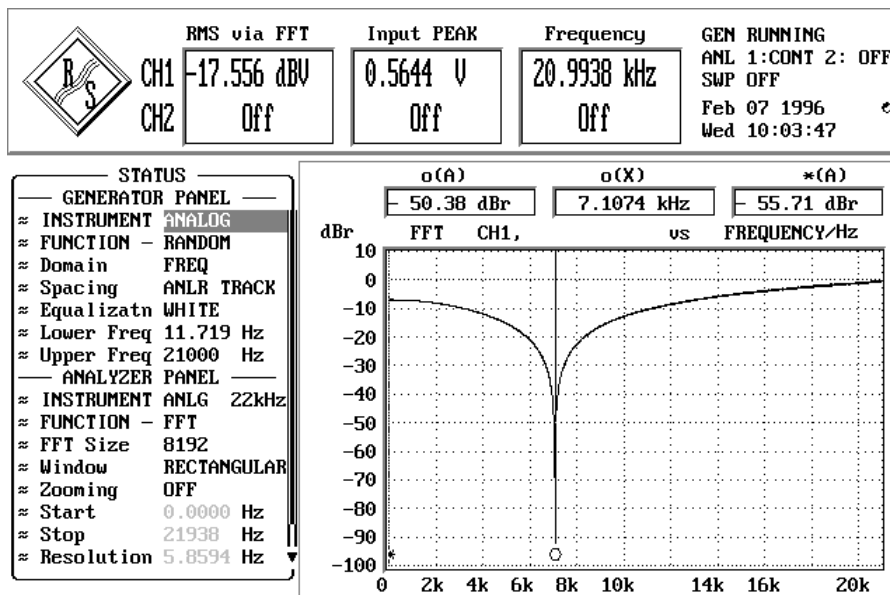 RMS via FFT
Input PEAK
Frequency
R
S
CH1
-17.556 dBV
0.5644 V
20.9938 kHz
CH2
Off
Off
Off
GEN RUNNING
ANL 1:CONT 2: OFF
SWP OFF
Feb 07 1996
Wed 10:03:47
STATUS
GENERATOR PANEL
≈ INSTRUMENT ANALOG
≈ FUNCTION - RANDOM
≈ Domain FREQ
≈ Spacing ANLR TRACK
≈ Equalizatn WHITE
≈ Lower Freq 11.719 Hz
≈ Upper Freq 21000 Hz
ANALYZER PANEL
≈ INSTRUMENT ANLG 22kHz
≈ FUNCTION - FFT
≈ FFT Size 8192
≈ Window RECTANGULAR
≈ Zooming OFF
≈ Start 0.0000 Hz
≈ Stop 21938 Hz
≈ Resolution 5.8594 Hz
o(A)
o(X)
*(A)
- 50.38 dBr
7.1074 kHz
- 55.71 dBr
dBr FFT CH1, vs FREQUENCY/Hz
10
0
-10
-20
-30
-40
-50
-60
-70
-80
-90
-100
0 2k 4k 6k 8k 10k 14k 16k 20k